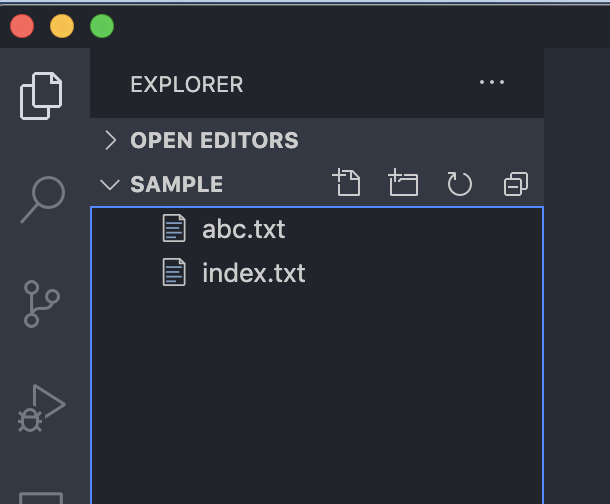 EXPLORER
OPEN EDITORS
SAMPLE
abc.txt
index.txt